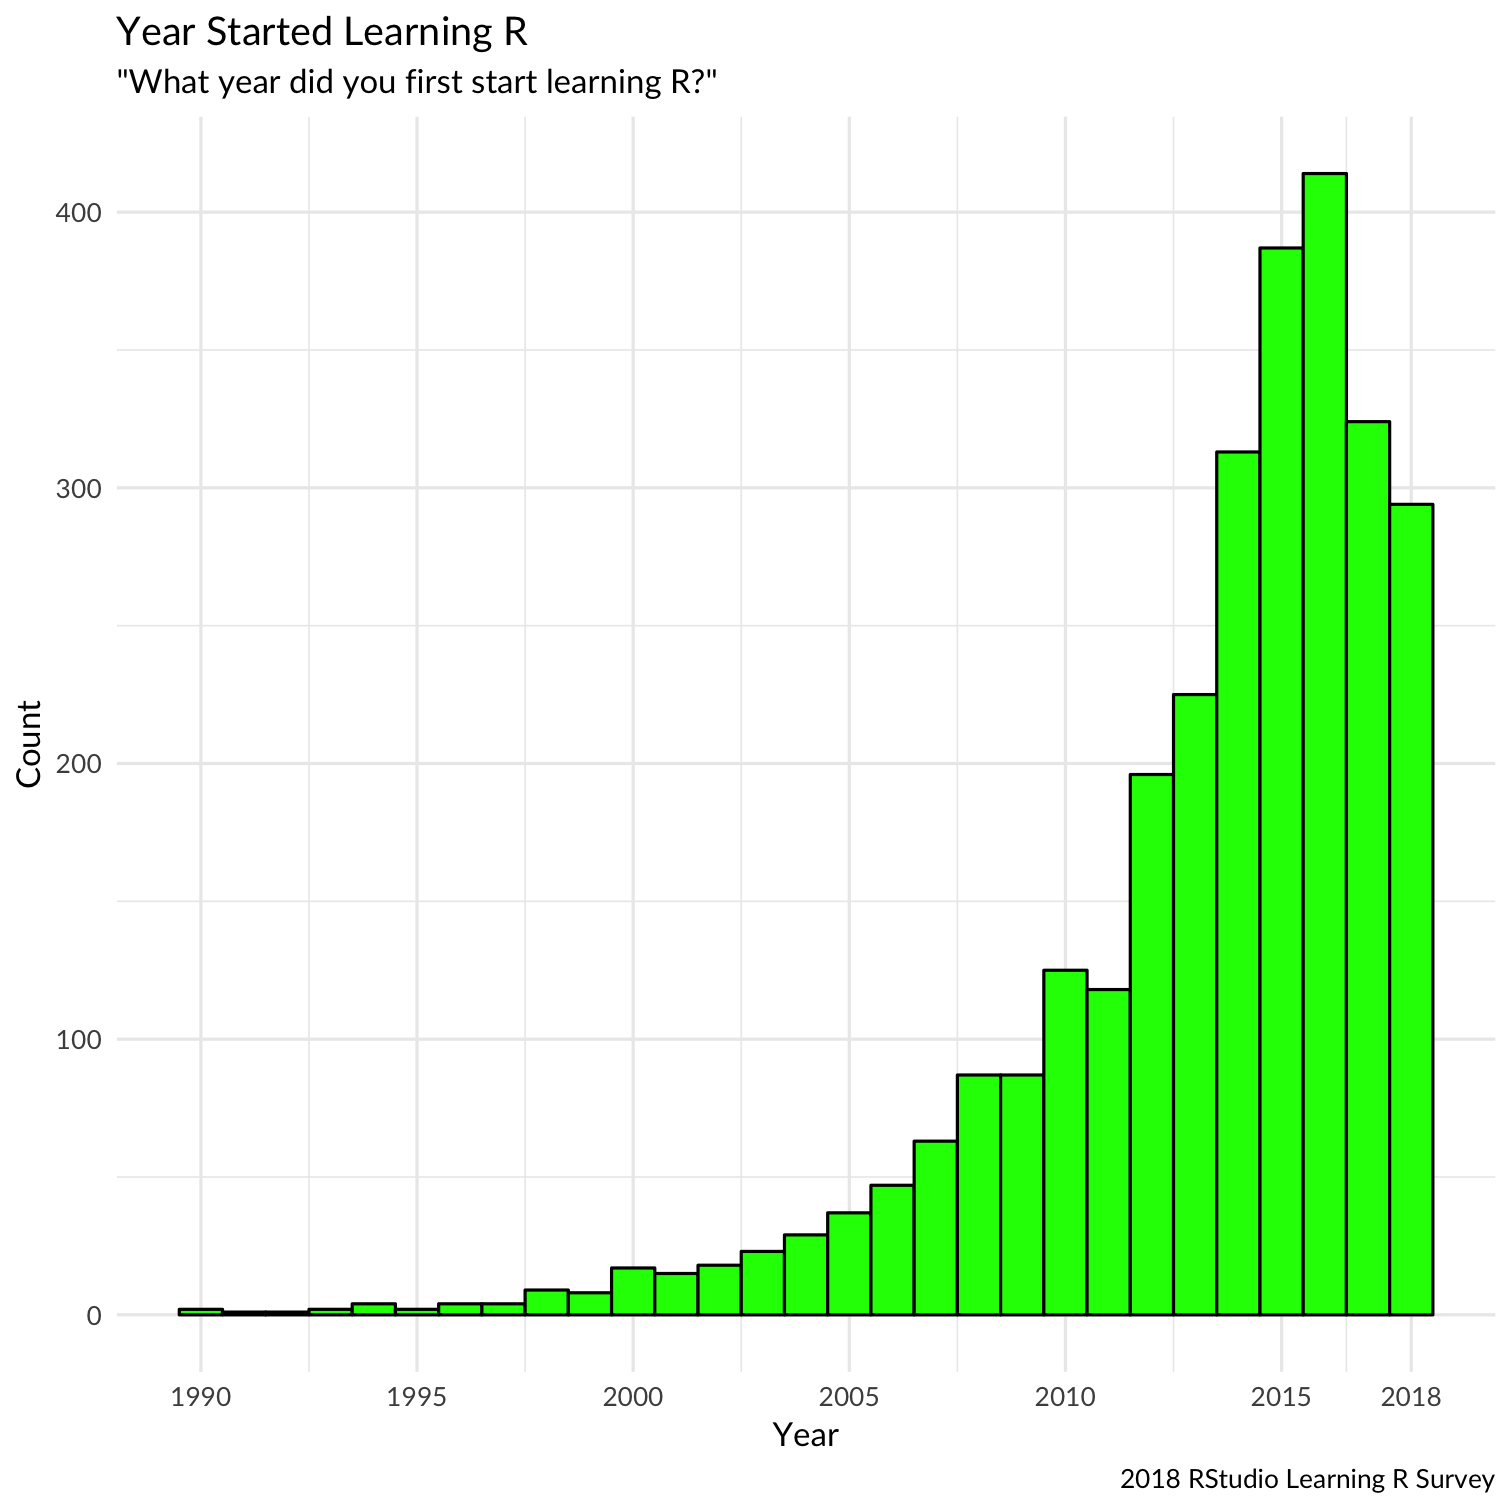 Year Started Learning R
"What year did you first start learning R?"
400
300
200
100
0
Count
1990 1995 2000 2005 2010 2015 2018
Year
2018 RStudio Learning R Survey